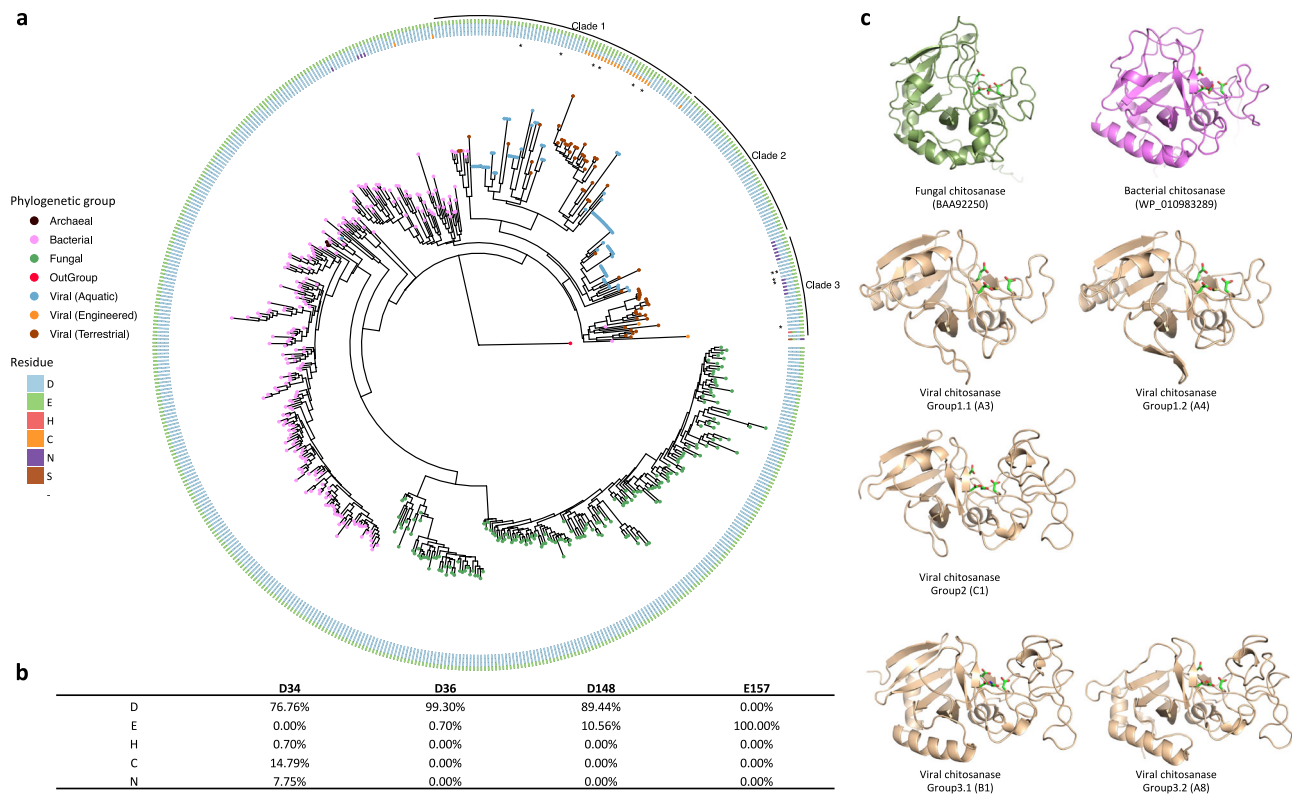 a
Clade 1
Clade 2
Clade 3
*
*
* *
*
*
* *
*
*
Phylogenetic group
Archaeal
Bacterial
Fungal
OutGroup
Viral (Aquatic)
Viral (Engineered)
Viral (Terrestrial)
Residue
D
E
H
C
N
S
-
b
D34 D36 D148 E157
D 76.76% 99.30% 89.44% 0.00%
E 0.00% 0.70% 10.56% 100.00%
H 0.70% 0.00% 0.00% 0.00%
C 14.79% 0.00% 0.00% 0.00%
N 7.75% 0.00% 0.00% 0.00%
c
Fungal chitosanase
(BAA92250)
Bacterial chitosanase
(WP_010983289)
Viral chitosanase
Group1.1 (A3)
Viral chitosanase
Group1.2 (A4)
Viral chitosanase
Group2 (C1)
Viral chitosanase
Group3.1 (B1)
Viral chitosanase
Group3.2 (A8)